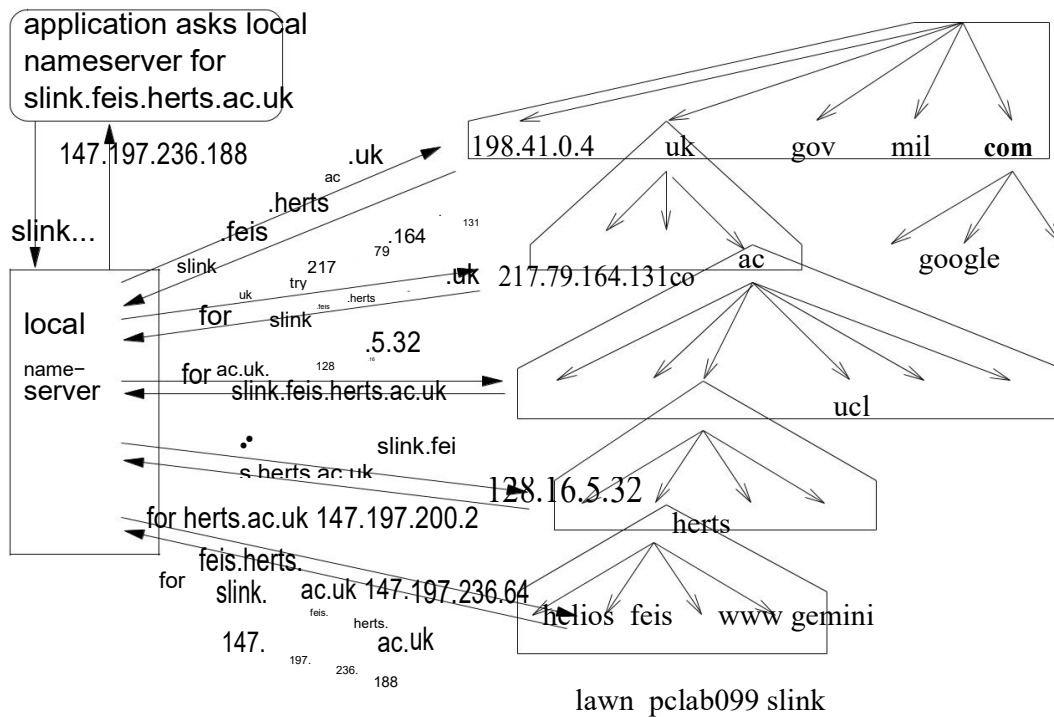 application asks local
nameserver for
slink.feis.herts.ac.uk
147.197.236.188
slink...
local
name−
server
.uk
ac
.herts
.feis
slink
.
131
.164
79
217
try
uk
for
.uk
.herts
.feis
slink
.5.32
.16
128
for ac.uk.
slink.feis.herts.ac.uk
slink.fei
s.herts.ac.uk
for herts.ac.uk 147.197.200.2
feis.herts.
for
slink.
ac.uk 147.197.236.64
feis.
herts.
147.
ac.uk
197.
236.
188
198.41.0.4 uk gov mil com
217.79.164.131co ac google
ucl
128.16.5.32
herts
helios feis www gemini
lawn pclab099 slink